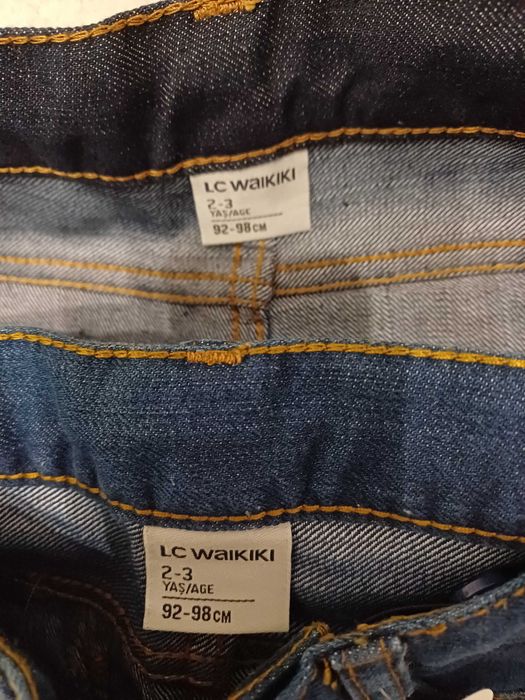 LC WAIKIKI
2-3
YAŞ/AGE
92-98CM
LC WAIKIKI
2-3
YAŞ/AGE
92-98CM